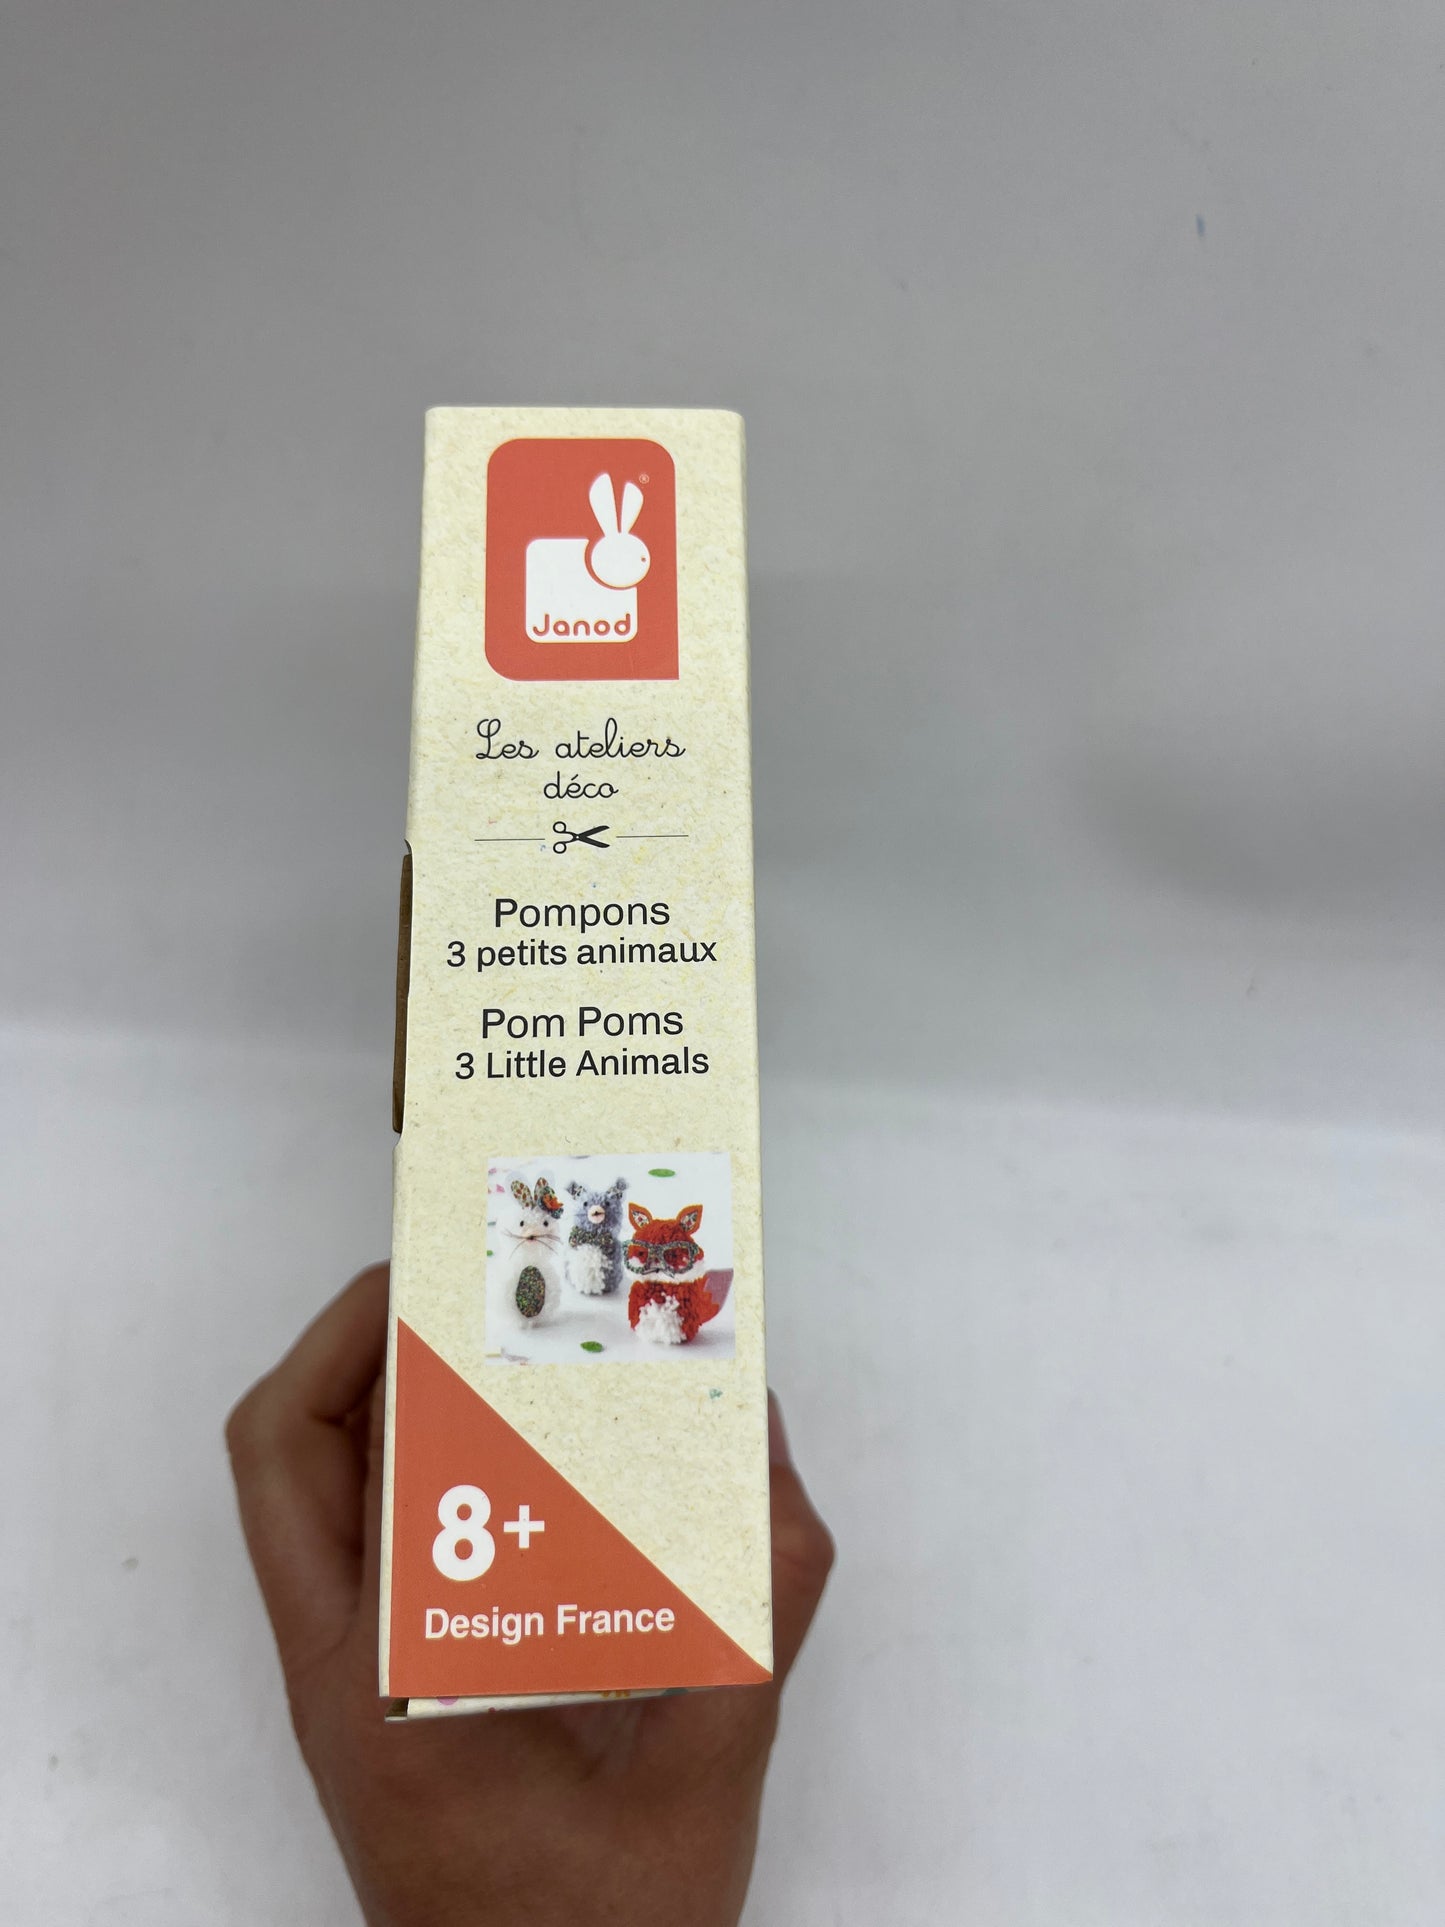 ®
Janod
Les ateliers
déco
Pompons
3 petits animaux
Pom Poms
3 Little Animals
8+
Design France